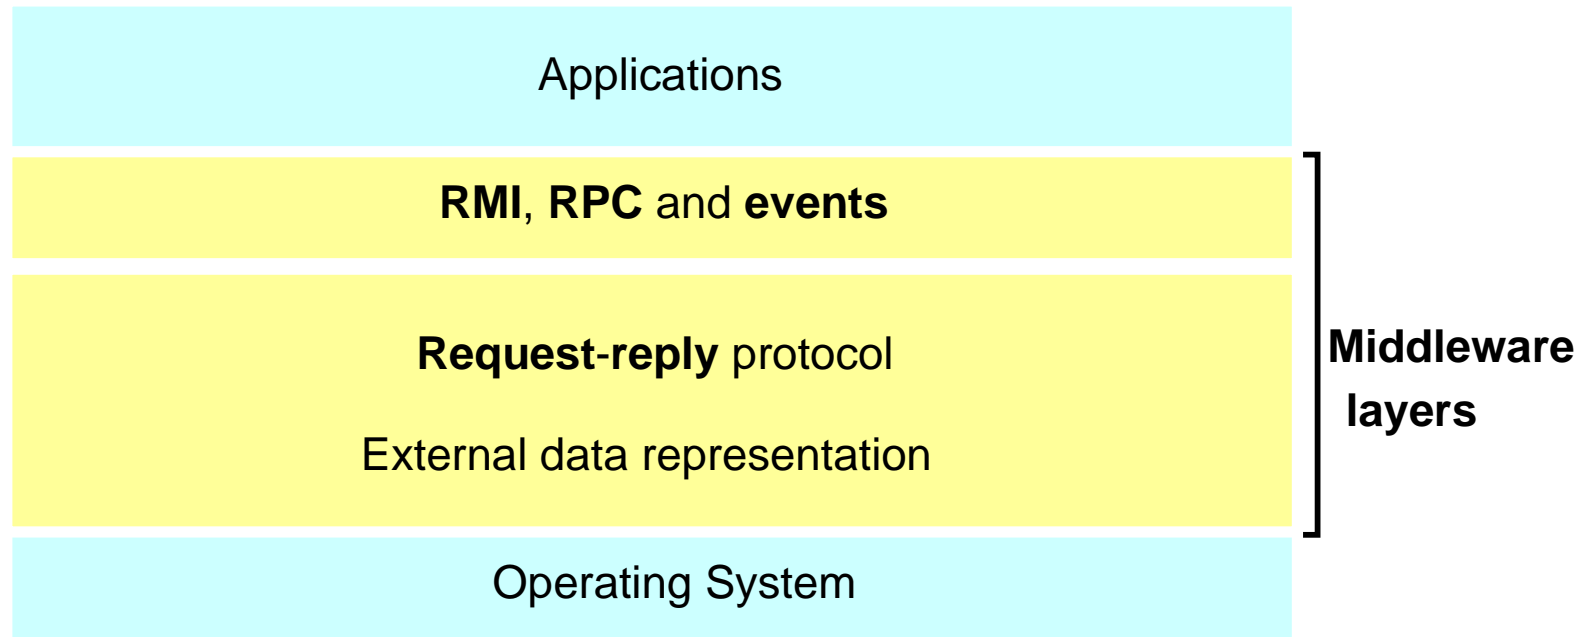 Applications
RMI, RPC and events
Request-reply protocol
External data representation
Operating System
Middleware
layers